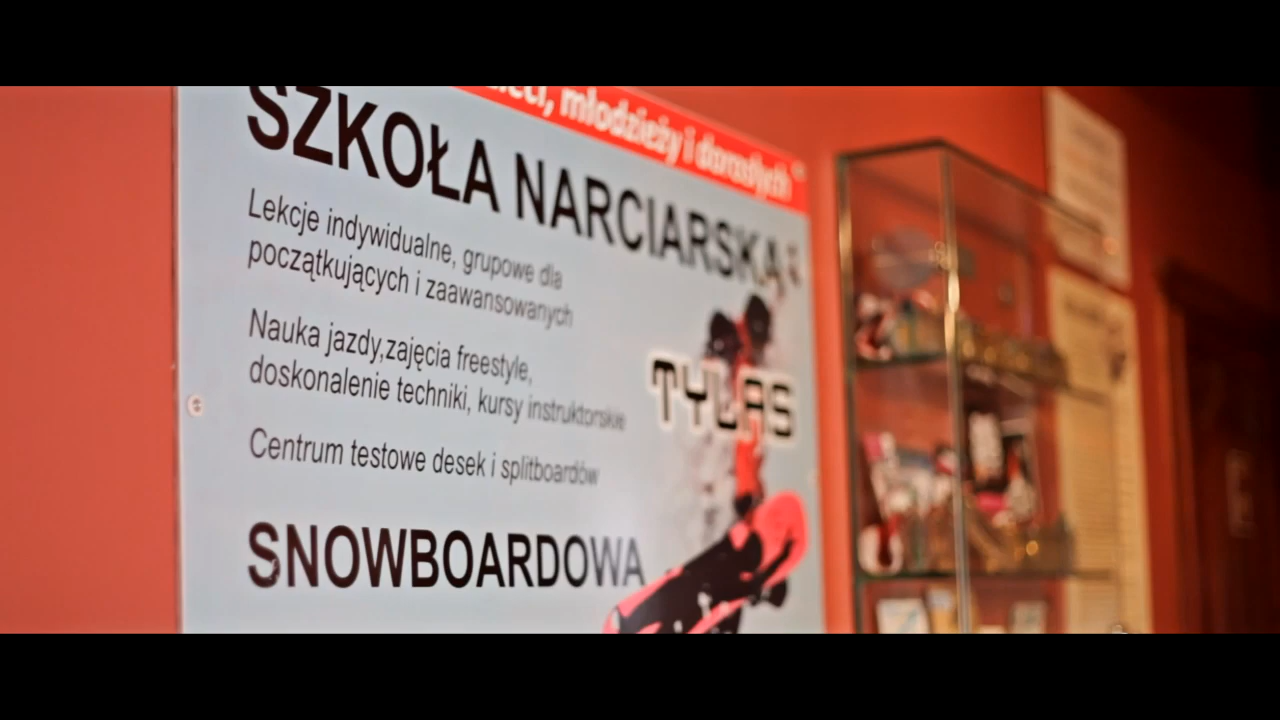 młodzieży i dorosłych
SZKOŁA NARCIARSKA
Lekcje indywidualne, grupowe dla
początkujących i zaawansowanych
Nauka jazdy,zajęcia freestyle,
doskonalenie techniki, kursy instruktorskie
TYLAS
Centrum testowe desek i splitboardów
SNOWBOARDOWA